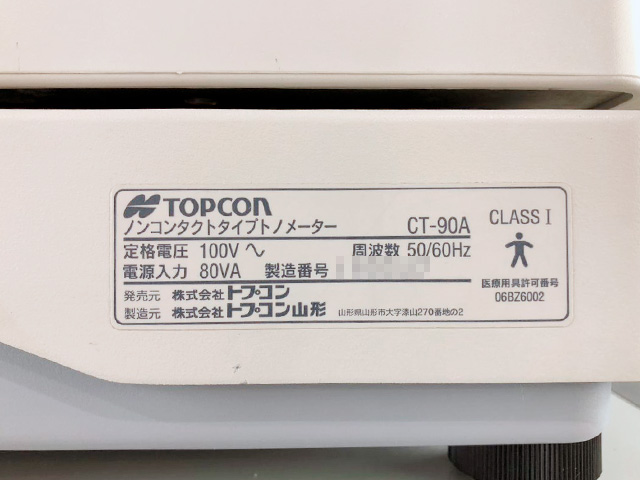 TOPCON
ノンコンタクトタイプトノメーター CT-90A
定格電圧 100V～ 周波数 50/60Hz
電源入力 80VA 製造番号
発売元 株式会社トプコン
製造元 株式会社トプコン山形 山形県山形市大字漆山270番地の2
CLASS I
医療用具許可番号
06BZ6002